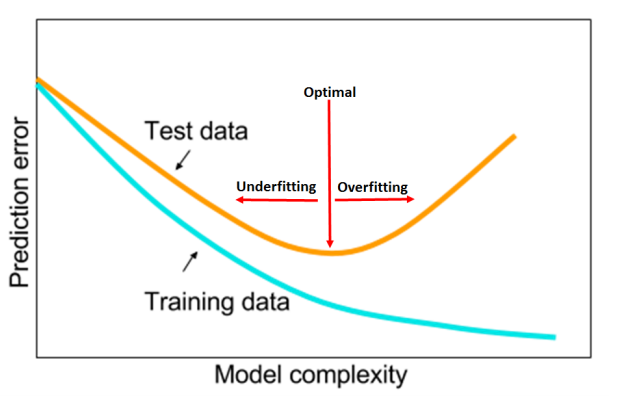 Optimal
Test data
Underfitting
Overfitting
Prediction error
Training data
Model complexity